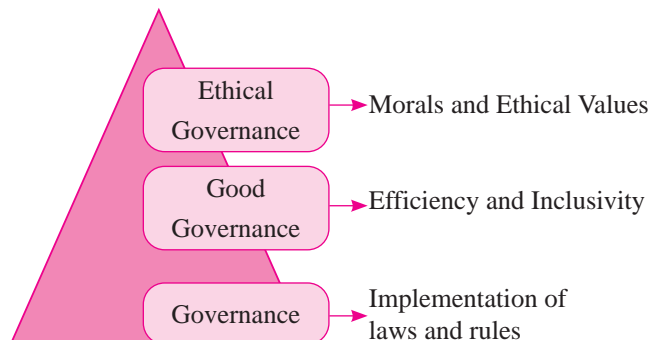 Ethical
Governance
Morals and Ethical Values
Good
Governance
Efficiency and Inclusivity
Governance
Implementation of
laws and rules